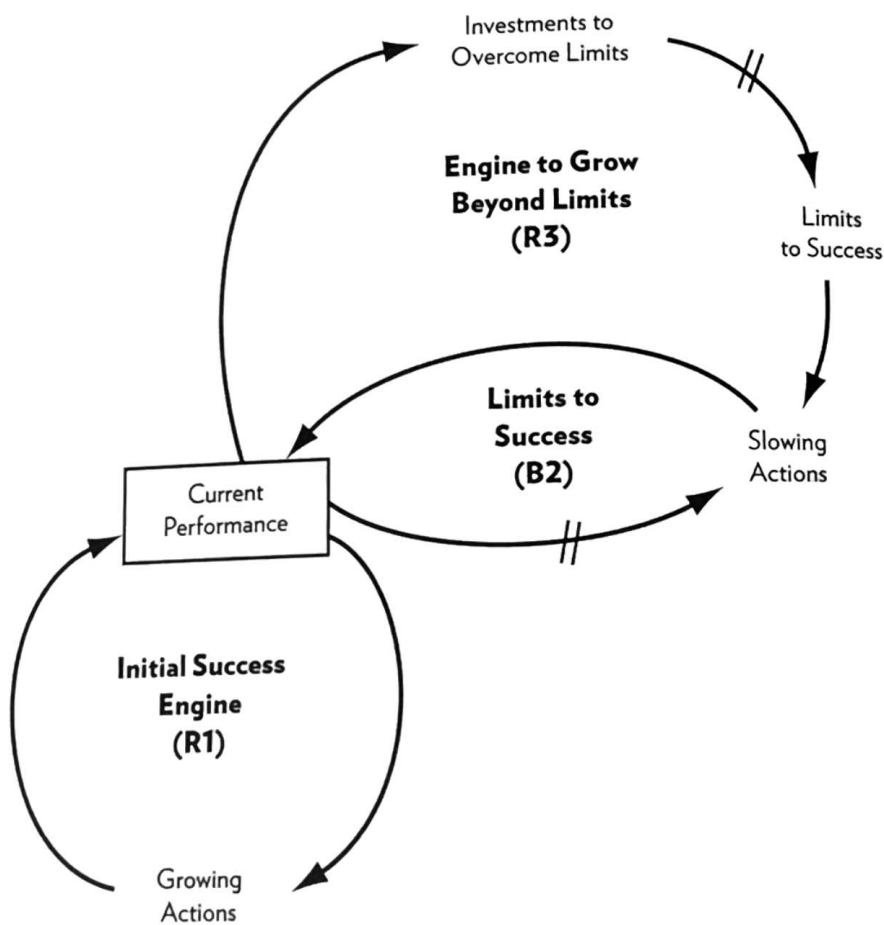 Investments to
Overcome Limits
Engine to Grow
Beyond Limits
(R3)
Limits
to Success
Limits to
Success
(B2)
Slowing
Actions
Current
Performance
Initial Success
Engine
(R1)
Growing
Actions